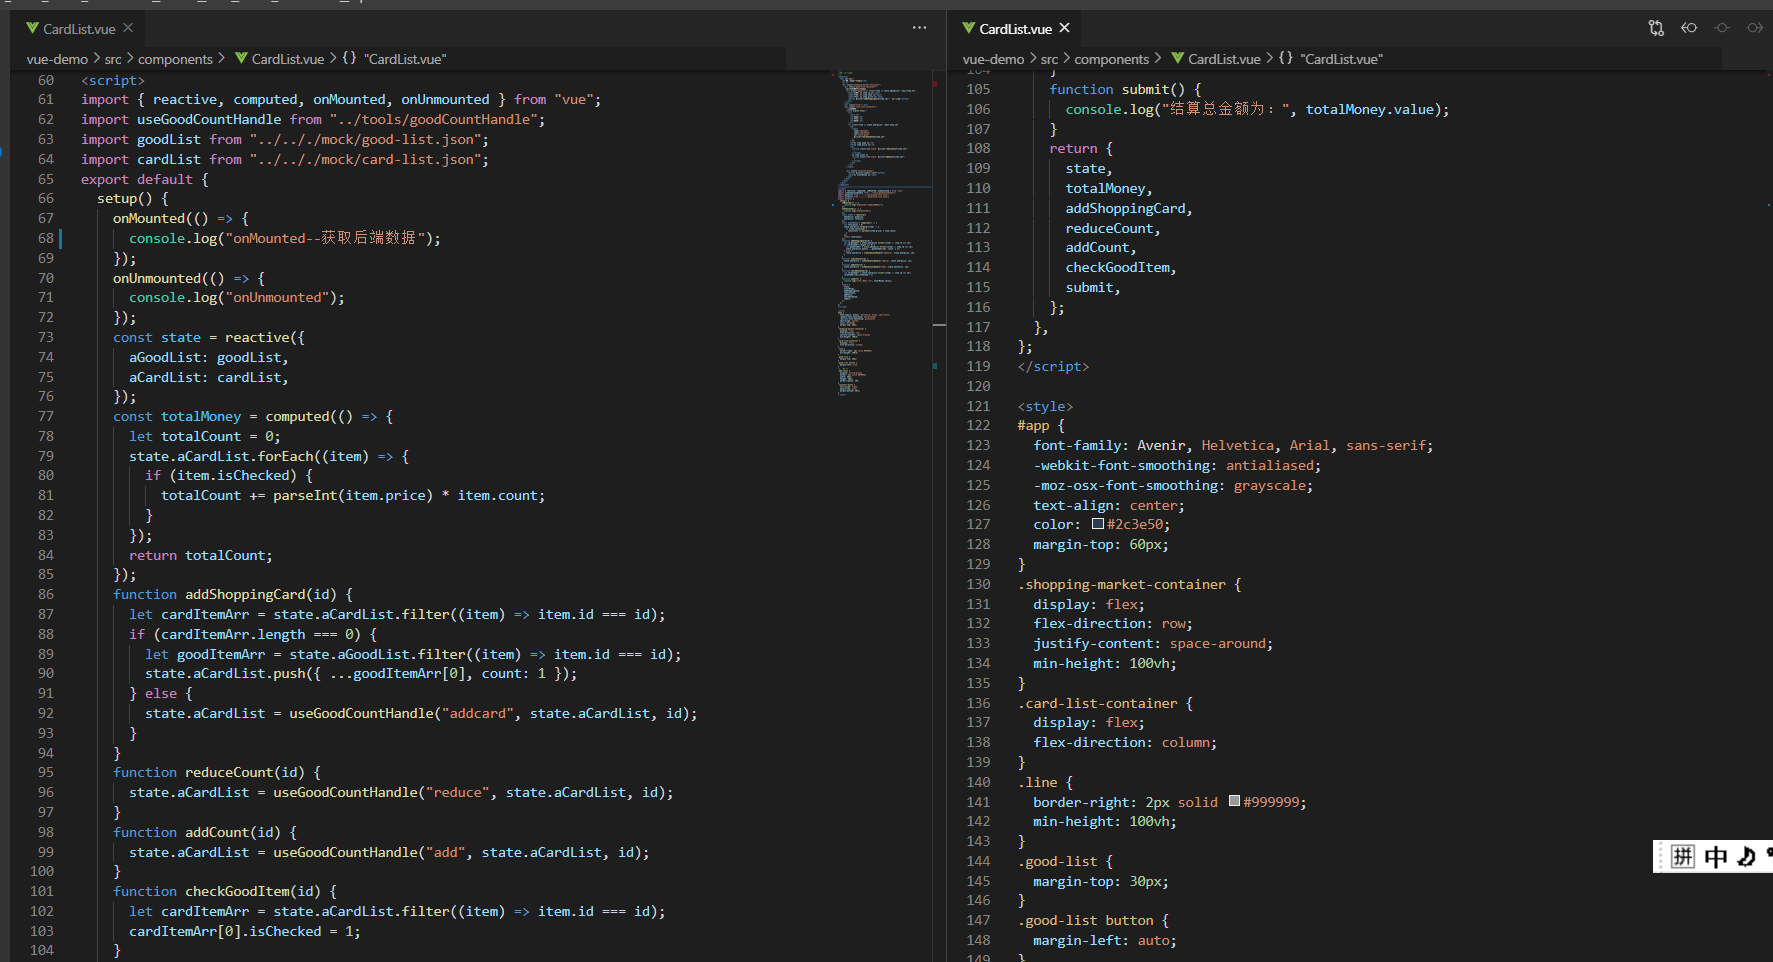 CardList.vue
vue-demo > src > components > CardList.vue > {} "CardList.vue"
60 <script>
61 import { reactive, computed, onMounted, onUnmounted } from "vue";
62 import useGoodCountHandle from "../tools/goodCountHandle";
63 import goodList from "../.././mock/good-list.json";
64 import cardList from "../.././mock/card-list.json";
65 export default {
66 setup() {
67 onMounted(() => {
68 console.log("onMounted--获取后端数据");
69 });
70 onUnmounted(() => {
71 console.log("onUnmounted");
72 });
73 const state = reactive({
74 aGoodList: goodList,
75 aCardList: cardList,
76 });
77 const totalMoney = computed(() => {
78 let totalCount = 0;
79 state.aCardList.forEach((item) => {
80 if (item.isChecked) {
81 totalCount += parseInt(item.price) * item.count;
82 }
83 });
84 return totalCount;
85 });
86 function addShoppingCard(id) {
87 let cardItemArr = state.aCardList.filter((item) => item.id === id);
88 if (cardItemArr.length === 0) {
89 let goodItemArr = state.aGoodList.filter((item) => item.id === id);
90 state.aCardList.push({ ...goodItemArr[0], count: 1 });
91 } else {
92 state.aCardList = useGoodCountHandle("addcard", state.aCardList, id);
93 }
94 }
95 function reduceCount(id) {
96 state.aCardList = useGoodCountHandle("reduce", state.aCardList, id);
97 }
98 function addCount(id) {
99 state.aCardList = useGoodCountHandle("add", state.aCardList, id);
100 }
101 function checkGoodItem(id) {
102 let cardItemArr = state.aCardList.filter((item) => item.id === id);
103 cardItemArr[0].isChecked = 1;
104 }
CardList.vue
vue-demo > src > components > CardList.vue > {} "CardList.vue"
104 }
105 function submit() {
106 console.log("结算总金额为：", totalMoney.value);
107 }
108 return {
109 state,
110 totalMoney,
111 addShoppingCard,
112 reduceCount,
113 addCount,
114 checkGoodItem,
115 submit,
116 };
117 },
118 };
119 </script>
120
121 <style>
122 #app {
123 font-family: Avenir, Helvetica, Arial, sans-serif;
124 -webkit-font-smoothing: antialiased;
125 -moz-osx-font-smoothing: grayscale;
126 text-align: center;
127 color: #2c3e50;
128 margin-top: 60px;
129 }
130 .shopping-market-container {
131 display: flex;
132 flex-direction: row;
133 justify-content: space-around;
134 min-height: 100vh;
135 }
136 .card-list-container {
137 display: flex;
138 flex-direction: column;
139 }
140 .line {
141 border-right: 2px solid #999999;
142 min-height: 100vh;
143 }
144 .good-list {
145 margin-top: 30px;
146 }
147 .good-list button {
148 margin-left: auto;
149 }
拼 中